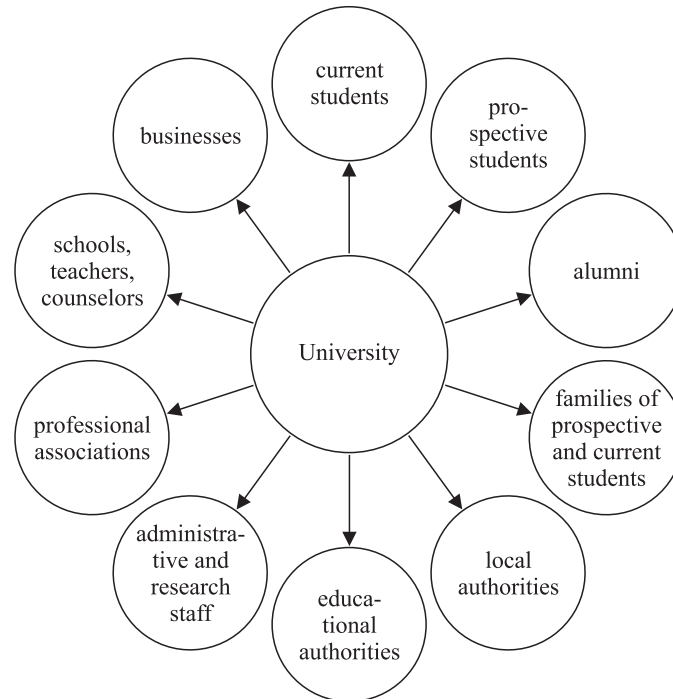 current
students
pro-
spective
students
businesses
schools,
teachers,
counselors
alumni
University
families of
prospective
and current
students
professional
associations
administra-
tive and
research
staff
local
authorities
educa-
tional
authorities